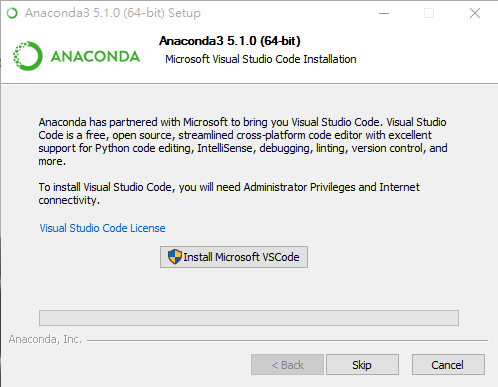 Anaconda3 5.1.0 (64-bit) Setup
ANACONDA
Anaconda3 5.1.0 (64-bit)
Microsoft Visual Studio Code Installation
Anaconda has partnered with Microsoft to bring you Visual Studio Code. Visual Studio
Code is a free, open source, streamlined cross-platform code editor with excellent
support for Python code editing, IntelliSense, debugging, linting, version control, and
more.
To install Visual Studio Code, you will need Administrator Privileges and Internet
connectivity.
Visual Studio Code License
Install Microsoft VSCode
Anaconda, Inc.
< Back
Skip
Cancel